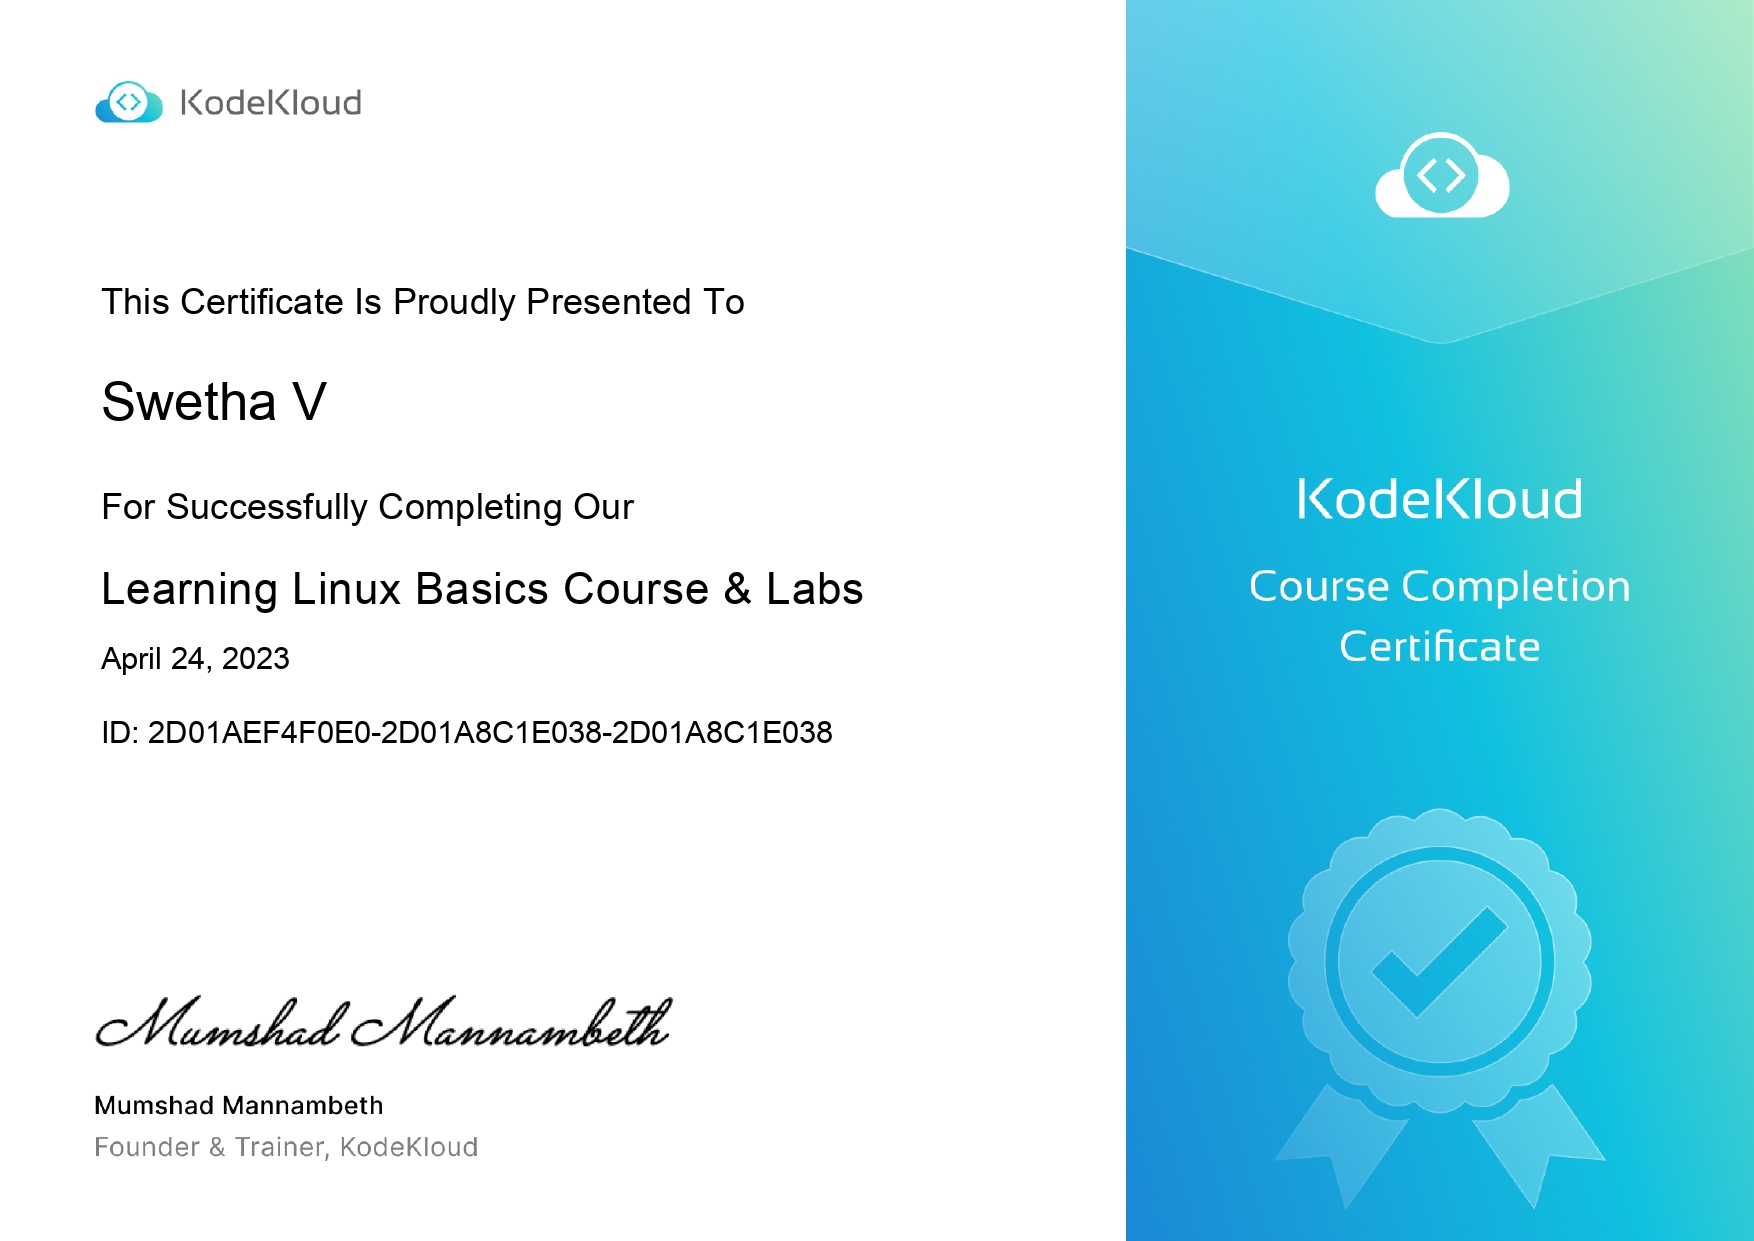 KodeKloud
This Certificate Is Proudly Presented To
Swetha V
For Successfully Completing Our
Learning Linux Basics Course & Labs
April 24, 2023
ID: 2D01AEF4F0E0-2D01A8C1E038-2D01A8C1E038
Mumshad Mannambeth
Mumshad Mannambeth
Founder & Trainer, KodeKloud
KodeKloud
Course Completion
Certificate